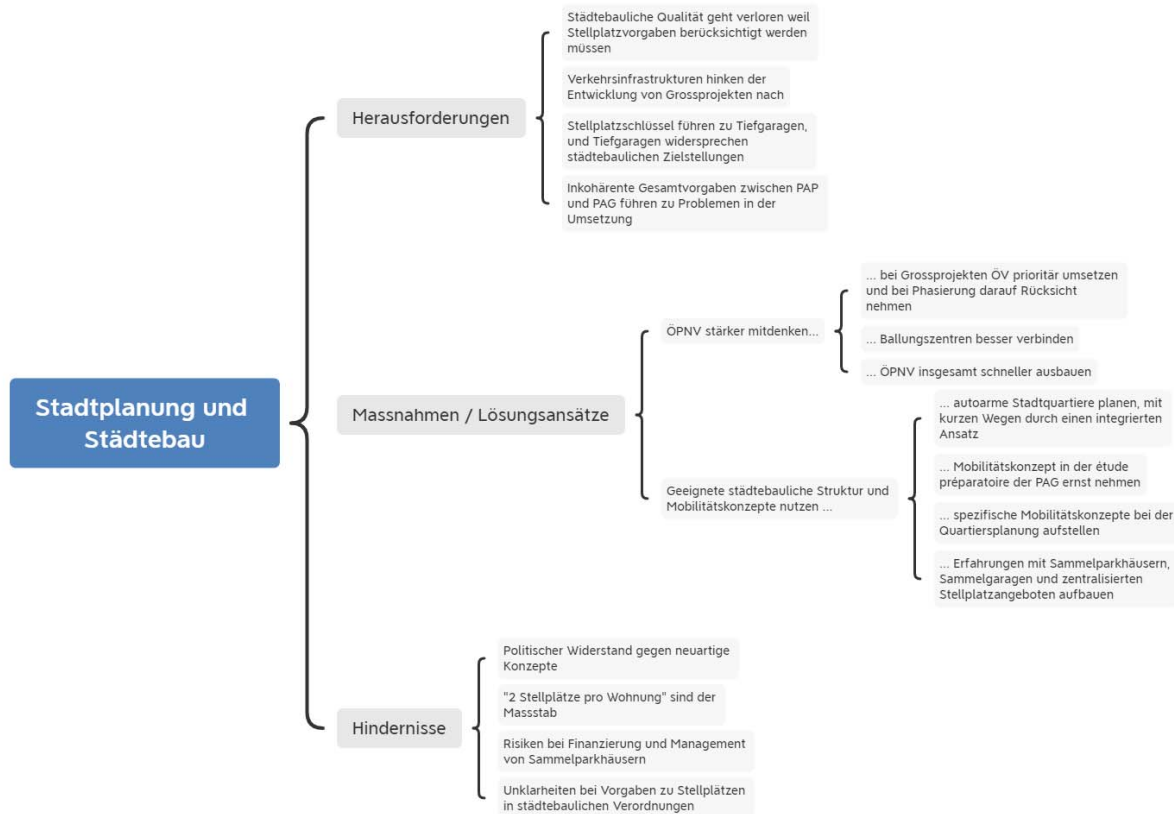 Stadtplanung und
Städtebau
Herausforderungen
Städtebauliche Qualität geht verloren weil
Stellplatzvorgaben berücksichtigt werden
müssen
Verkehrsinfrastrukturen hinken der
Entwicklung von Grossprojekten nach
Stellplatzschlüssel führen zu Tiefgaragen,
und Tiefgaragen widersprechen
städtebaulichen Zielstellungen
Inkohärente Gesamtvorgaben zwischen PAP
und PAG führen zu Problemen in der
Umsetzung
Massnahmen / Lösungsansätze
ÖPNV stärker mitdenken...
... bei Grossprojekten ÖV prioritär umsetzen
und bei Phasierung darauf Rücksicht
nehmen
... Ballungszentren besser verbinden
... ÖPNV insgesamt schneller ausbauen
Geeignete städtebauliche Struktur und
Mobilitätskonzepte nutzen ...
... autoarme Stadtquartiere planen, mit
kurzen Wegen durch einen integrierten
Ansatz
... Mobilitätskonzept in der étude
préparatoire der PAG ernst nehmen
... spezifische Mobilitätskonzepte bei der
Quartiersplanung aufstellen
... Erfahrungen mit Sammelparkhäusern,
Sammelgaragen und zentralisierten
Stellplatzangeboten aufbauen
Hindernisse
Politischer Widerstand gegen neuartige
Konzepte
"2 Stellplätze pro Wohnung" sind der
Massstab
Risiken bei Finanzierung und Management
von Sammelparkhäusern
Unklarheiten bei Vorgaben zu Stellplätzen
in städtebaulichen Verordnungen